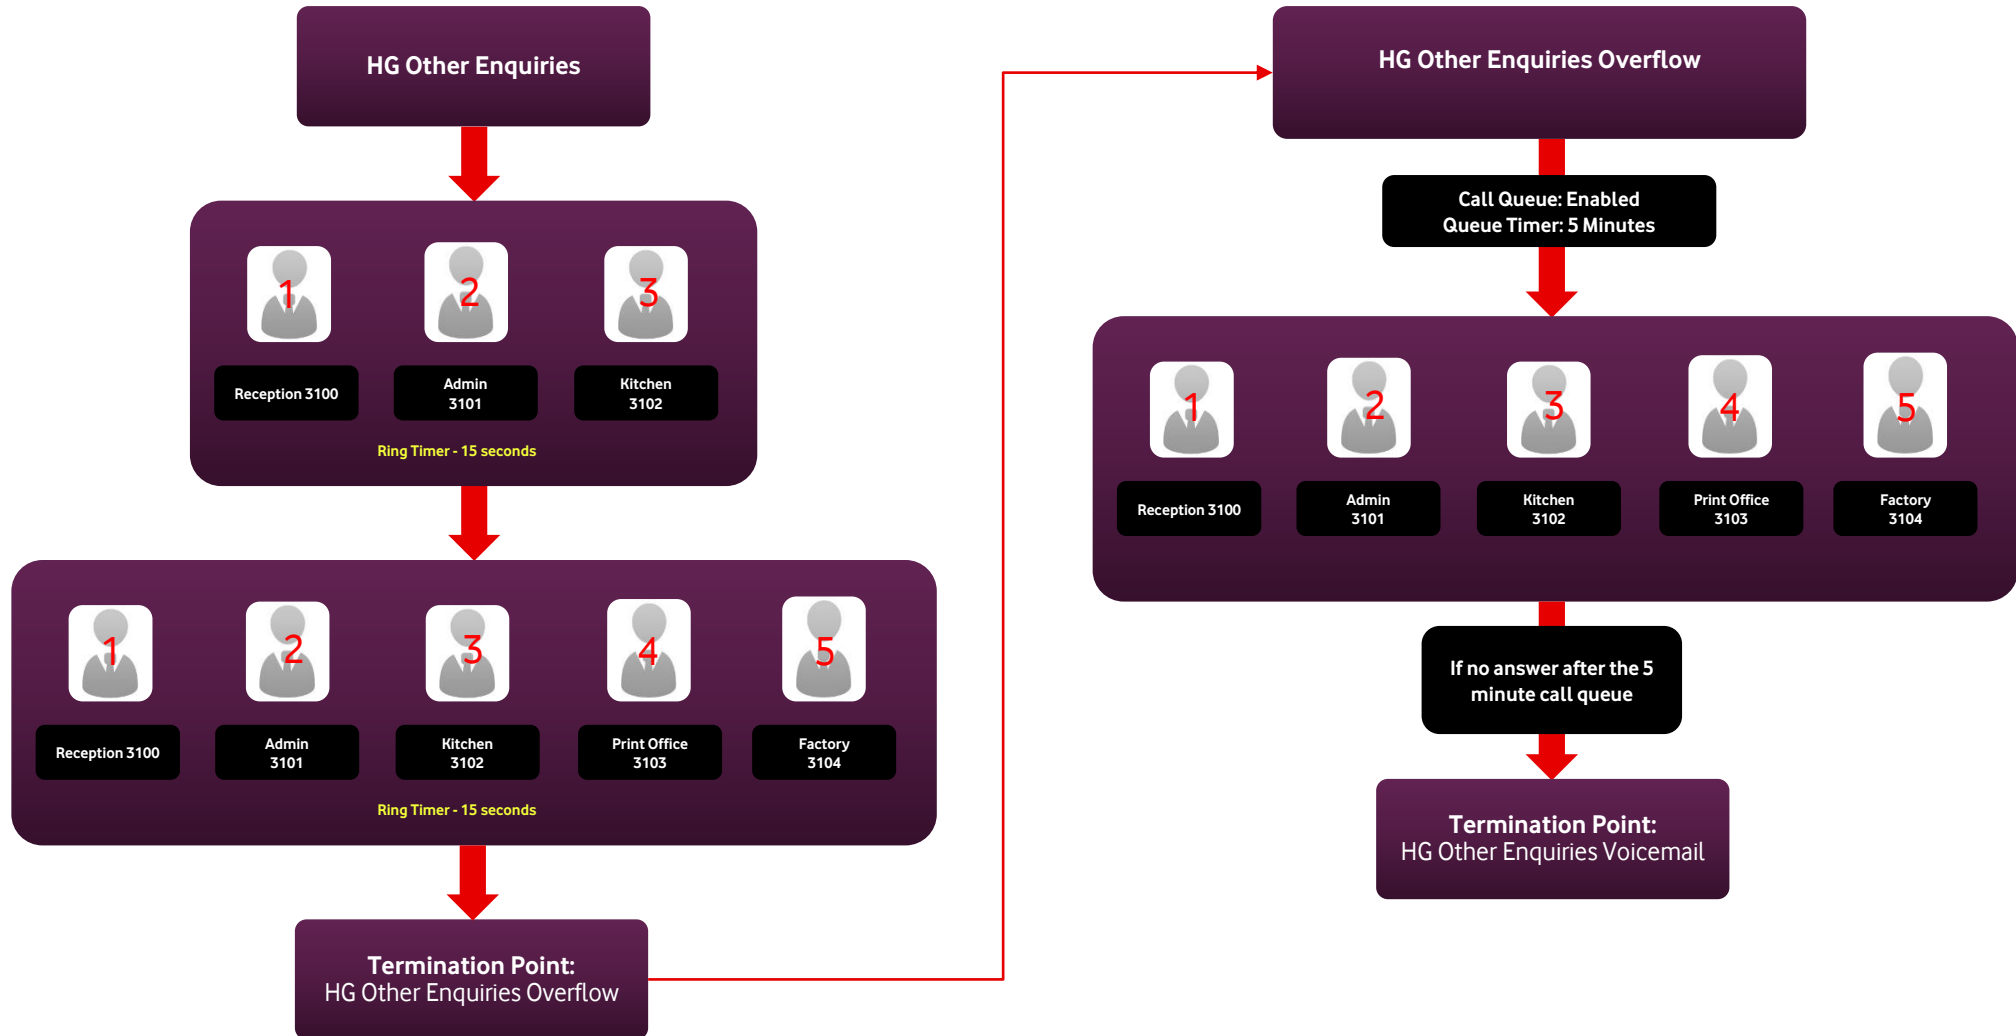 HG Other Enquiries
1
2
3
Reception 3100
Admin
3101
Kitchen
3102
Ring Timer - 15 seconds
1
2
3
4
5
Reception 3100
Admin
3101
Kitchen
3102
Print Office
3103
Factory
3104
Ring Timer - 15 seconds
Termination Point:
HG Other Enquiries Overflow
HG Other Enquiries Overflow
Call Queue: Enabled
Queue Timer: 5 Minutes
1
2
3
4
5
Reception 3100
Admin
3101
Kitchen
3102
Print Office
3103
Factory
3104
If no answer after the 5
minute call queue
Termination Point:
HG Other Enquiries Voicemail